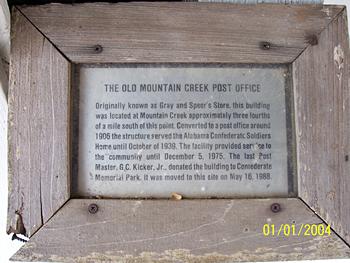 THE OLD MOUNTAIN CREEK POST OFFICE
Originally known as Gray and Speer's Store, this building
was located at Mountain Creek approximately three fourths
of a mile south of this point. Converted to a post office around
1906 the structure served the Alabama Confederate Soldiers
Home until October of 1939. The facility provided service to
the community until December 5, 1975. The last Post
Master, G.C. Kicker, Jr., donated the building to Confederate
Memorial Park. It was moved to this site on May 16, 1988.
01/01/2004